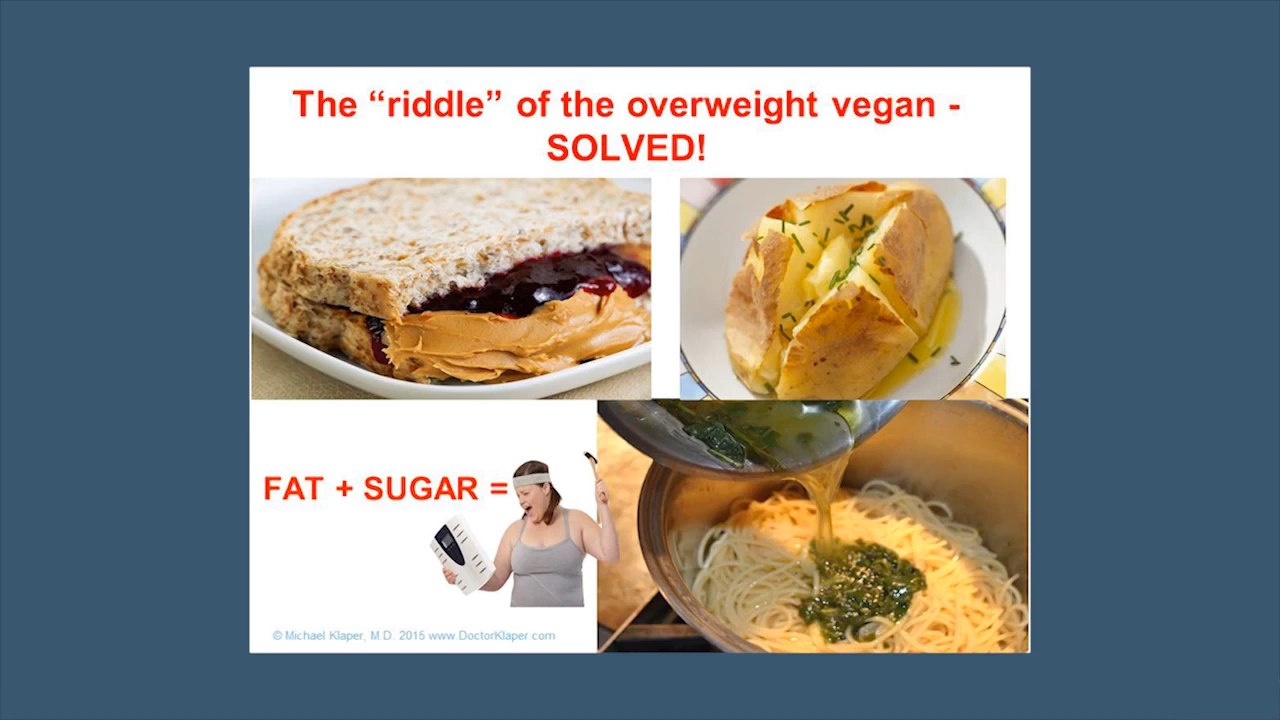 The “riddle” of the overweight vegan -
SOLVED!
FAT + SUGAR =
© Michael Klaper, M.D. 2015 www.DoctorKlaper.com